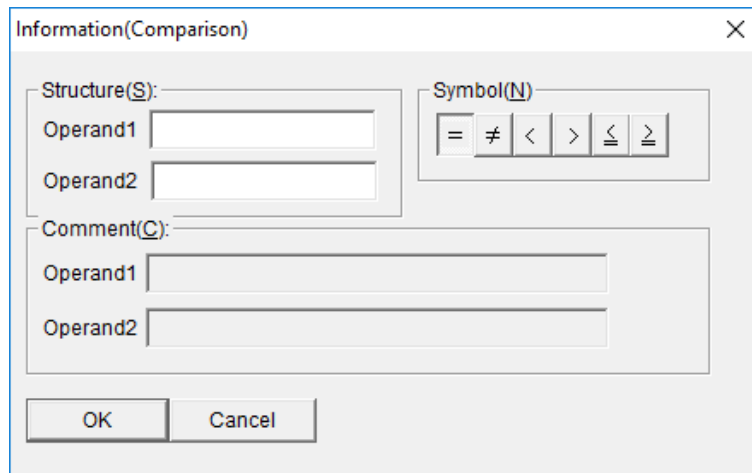 Information(Comparison)
Structure(S):
Operand1
Operand2
Symbol(N)
= ≠ < > ≦ ≧
Comment(C):
Operand1
Operand2
OK Cancel